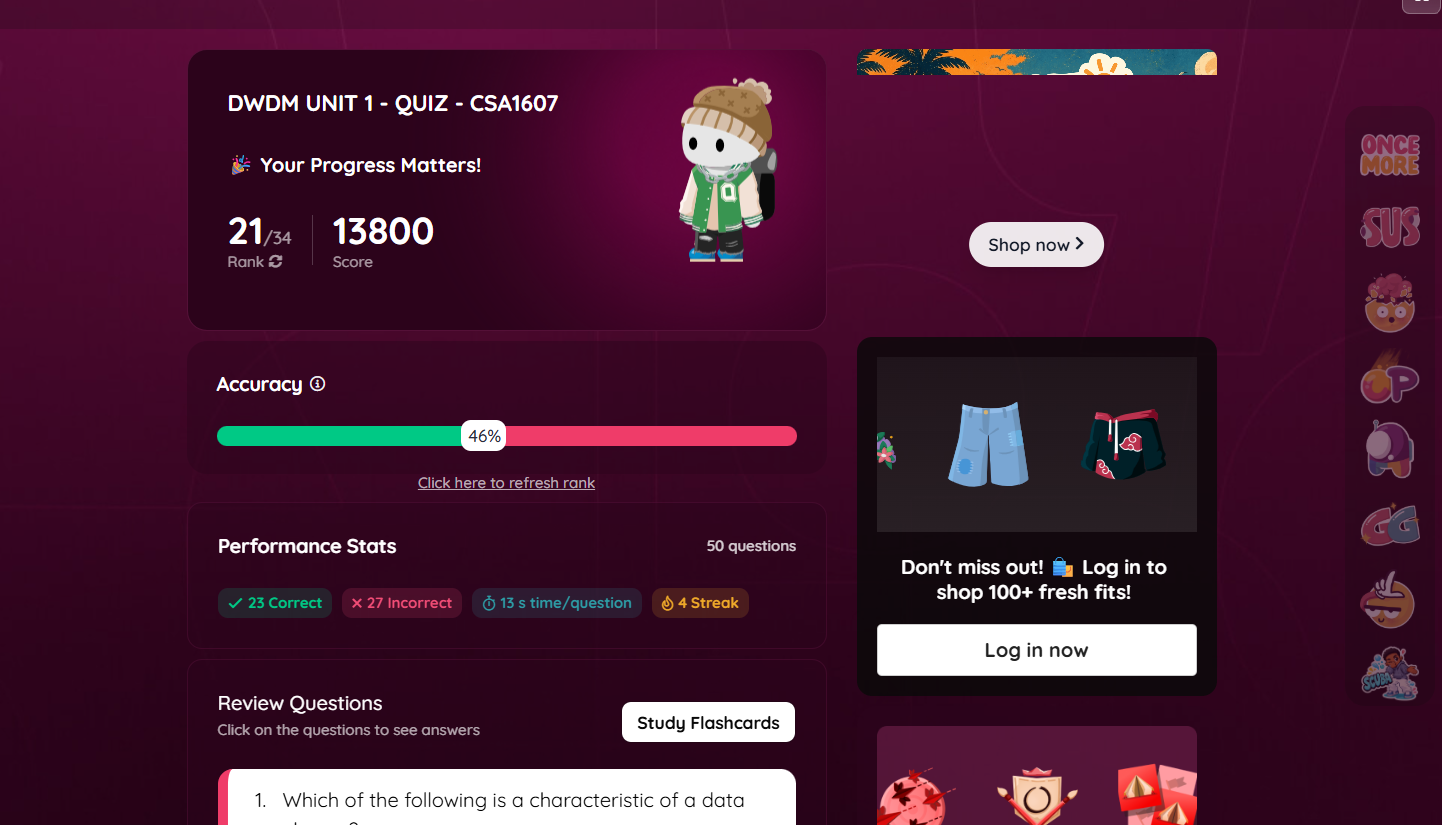 DWDM UNIT 1 - QUIZ - CSA1607
🎉 Your Progress Matters!
21/34
Rank
13800
Score
Q
Accuracy
46%
Click here to refresh rank
Performance Stats
50 questions
23 Correct
27 Incorrect
13 s time/question
4 Streak
Review Questions
Click on the questions to see answers
Study Flashcards
1. Which of the following is a characteristic of a data
Shop now
Don't miss out! 🛍️ Log in to
shop 100+ fresh fits!
Log in now
ONCE
MORE
SUS
OP
GG
SCUBA